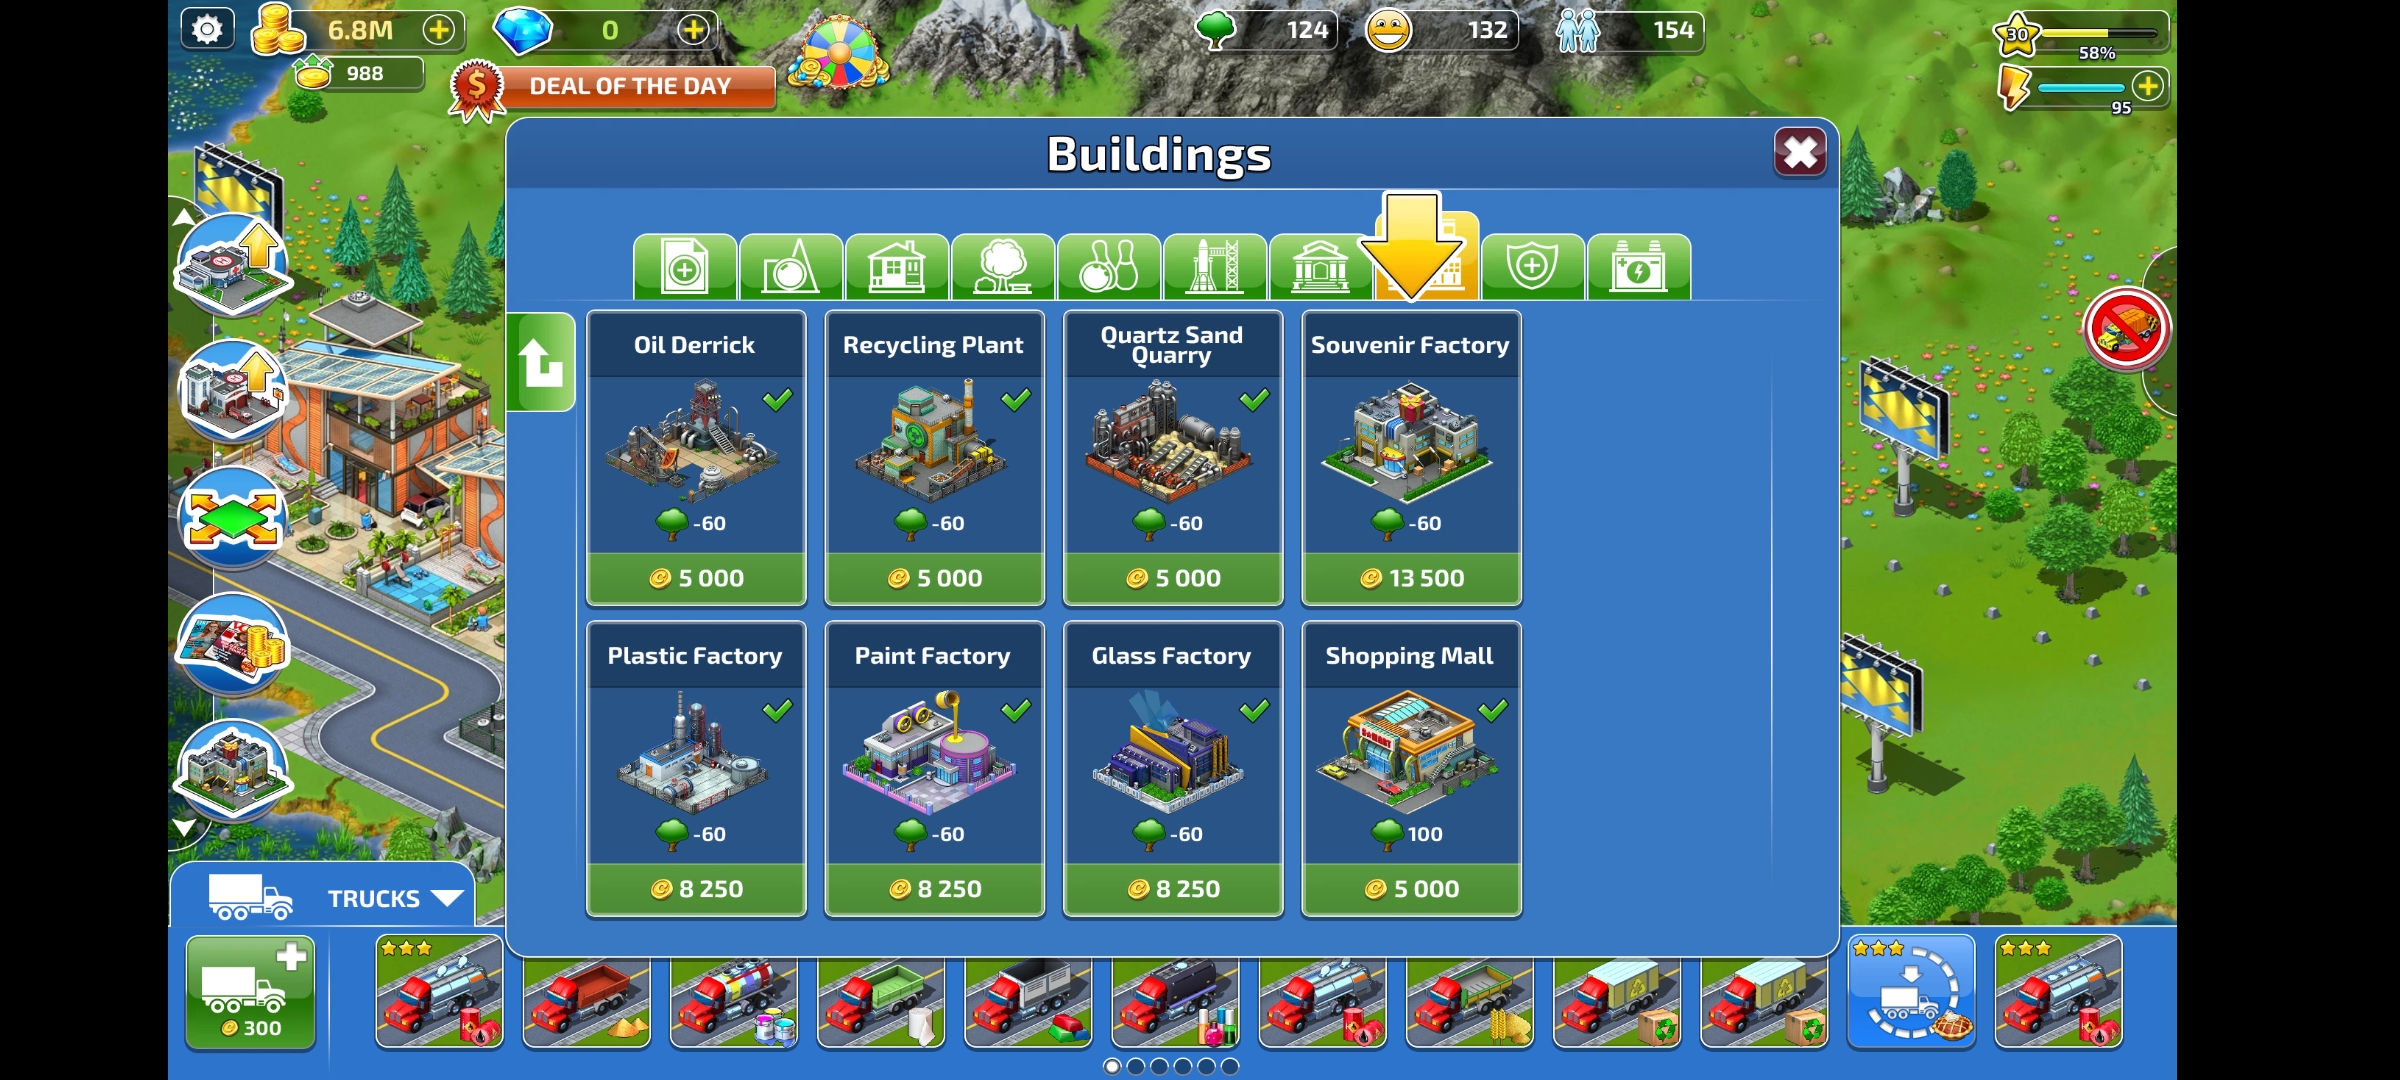 6.8M
0
124
132
154
30
58%
988
DEAL OF THE DAY
95
Buildings
Oil Derrick
Recycling Plant
Quartz Sand
Quarry
Souvenir Factory
-60
-60
-60
-60
5 000
5 000
5 000
13 500
Plastic Factory
Paint Factory
Glass Factory
Shopping Mall
-60
-60
-60
100
8 250
8 250
8 250
5 000
TRUCKS
300